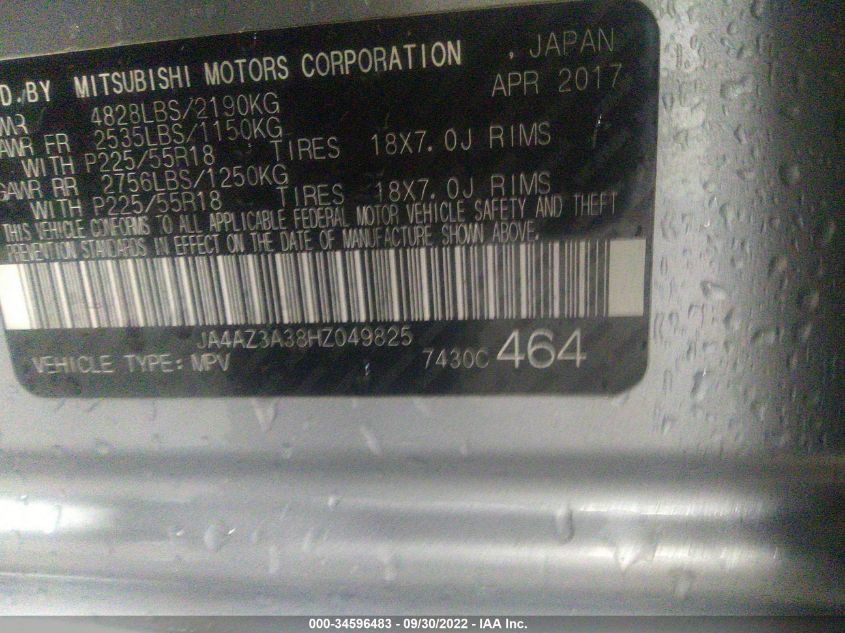 D. BY MITSUBISHI MOTORS CORPORATION , JAPAN
4828LBS/2190KG APR 2017
AWR FR 2535LBS/1150KG
WITH P225/55R18 TIRES 18X7.0J RIMS
GAWR RR 2756LBS/1250KG
WITH P225/55R18 TIRES 18X7.0J RIMS
THIS VEHICLE CONFORMS TO ALL APPLICABLE FEDERAL MOTOR VEHICLE SAFETY AND THEFT
PREVENTION STANDARDS IN EFFECT ON THE DATE OF MANUFACTURE SHOWN ABOVE.
JA4AZ3A38HZ049825
VEHICLE TYPE: MPV 7430C 464
000-34596483 - 09/30/2022 - IAA Inc.